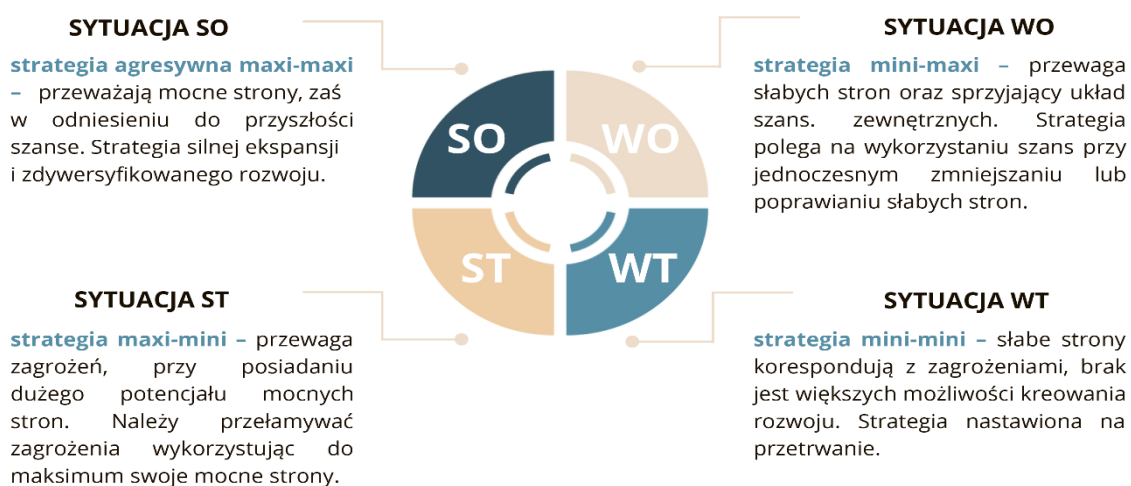 SYTUACJA SO
strategia agresywna maxi-maxi
– przeważają mocne strony, zaś
w odniesieniu do przyszłości
szanse. Strategia silnej ekspansji
i zdywersyfikowanego rozwoju.
SYTUACJA WO
strategia mini-maxi – przewaga
słabych stron oraz sprzyjający układ
szans. zewnętrznych. Strategia
polega na wykorzystaniu szans przy
jednoczesnym zmniejszaniu lub
poprawianiu słabych stron.
SO
WO
ST
WT
SYTUACJA ST
strategia maxi-mini – przewaga
zagrożeń, przy posiadaniu
dużego potencjału mocnych
stron. Należy przełamywać
zagrożenia wykorzystując do
maksimum swoje mocne strony.
SYTUACJA WT
strategia mini-mini – słabe strony
korespondują z zagrożeniami, brak
jest większych możliwości kreowania
rozwoju. Strategia nastawiona na
przetrwanie.